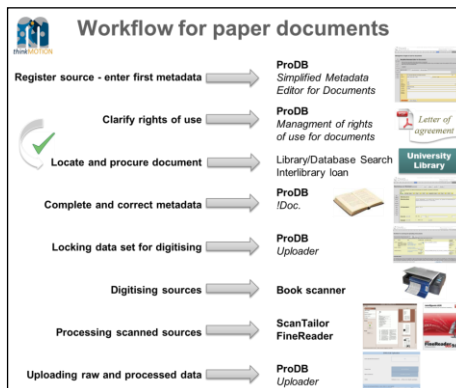 thinkMOTION
Workflow for paper documents
Register source - enter first metadata
ProDB
Simplified Metadata
Editor for Documents
Clarify rights of use
ProDB
Managment of rights
of use for documents
Letter of
agreement
Locate and procure document
Library/Database Search
Interlibrary loan
University
Library
Complete and correct metadata
ProDB
!Doc.
Locking data set for digitising
ProDB
Uploader
Digitising sources
Book scanner
Processing scanned sources
ScanTailor
FineReader
FineReader
Uploading raw and processed data
ProDB
Uploader